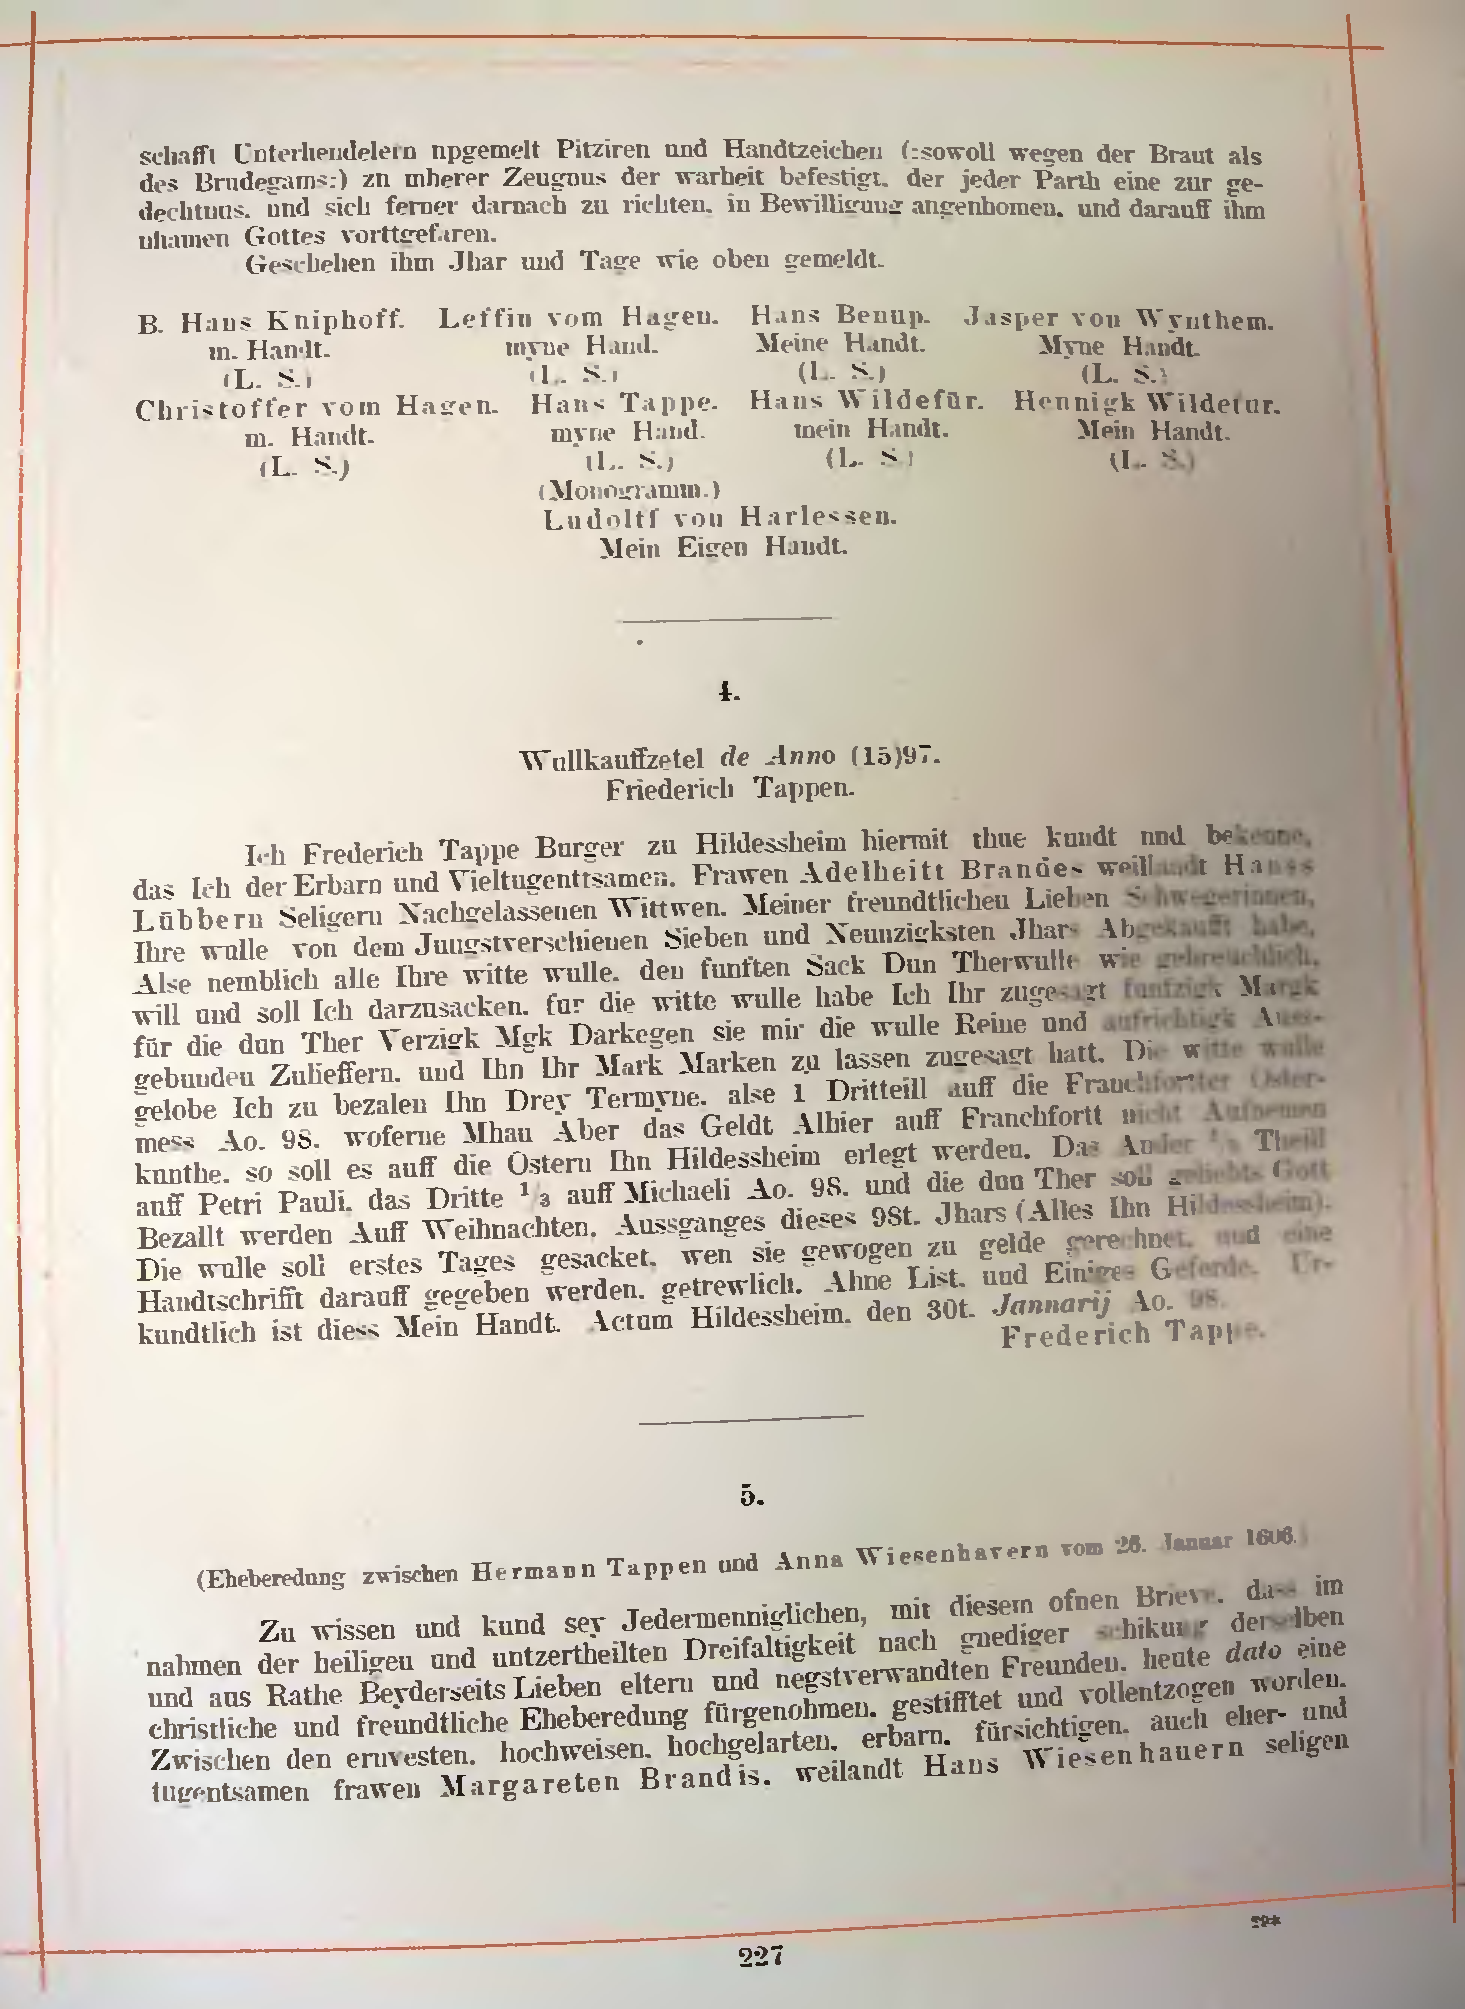 schafft Unterhendelern upgemelt Pitziren und Handtzeichen (:sowoll wegen der Braut als
des Brudegams:) zu mherer Zeugnus der warheit befestigt, der jeder Parth eine zur ge-
dechtnus, und sich ferner darnach zu richten, in Bewilligung angenhomen, und darauff ihm
nhamen Gottes vorttgefaren.
Geschehen ihm Jhar und Tage wie oben gemeldt.
B. Hans Kniphoff. Leffin vom Hagen. Hans Benup. Jasper von Wynthem.
m. Handt. myne Hand. Meine Handt. Myne Handt.
(L. S.) (L. S.) (L. S.) (L. S.)
Christoffer vom Hagen. Hans Tappe. Hans Wildefür. Hennigk Wildefur.
m. Handt. myne Hand. mein Handt. Mein Handt.
(L. S.) (L. S.) (L. S.) (L. S.)
(Monogramm.)
Ludolff von Harlessen.
Mein Eigen Handt.
4.
Wullkauffzetel de Anno (15)97.
Friederich Tappen.
Ich Frederich Tappe Burger zu Hildessheim hiermit thue kundt und bekenne,
das Ich der Erbarn und Vieltugenttsamen, Frawen Adelheitt Brandes weillandt Hanss
Lübbern Seligern Nachgelassenen Wittwen, Meiner freundtlichen Lieben Schwegerinnen,
Ihre wulle von dem Jungstverschienen Sieben und Neunzigksten Jhars Abgekaufft habe,
Alse nemblich alle Ihre witte wulle, den funften Sack Dun Therwulle wie gebreuchlich,
will und soll Ich darzusacken, fur die witte wulle habe Ich Ihr zugesagt funfzigk Margk
für die dun Ther Verzigk Mgk Darkegen sie mir die wulle Reine und aufrichtigk Auss-
gebunden Zulieffern, und Ihn Ihr Mark Marken zu lassen zugesagt hatt. Die witte wulle
gelobe Ich zu bezalen Ihn Drey Termyne, alse 1 Dritteill auff die Franchfortter Oster-
mess Ao. 98. woferne Mhan Aber das Geldt Alhier auff Franchfortt nicht Aufnemen
kunthe, so soll es auff die Ostern Ihn Hildessheim erlegt werden. Das Ander 1/3 Theill
auff Petri Pauli, das Dritte 1/3 auff Michaeli Ao. 98. und die dun Ther soll geliebts Gott
Bezallt werden Auff Weihnachten, Aussganges dieses 98t. Jhars (Alles Ihn Hildessheim).
Die wulle soll erstes Tages gesacket, wen sie gewogen zu gelde gerechnet, und eine
Handtschrifft darauff gegeben werden, getrewlich, Ahne List, und Einiges Geferde. Ur-
kundtlich ist diess Mein Handt. Actum Hildessheim, den 30t. Jannarij Ao. 98.
Frederich Tappe.
5.
(Eheberedung zwischen Hermann Tappen und Anna Wiesenhavern vom 26. Januar 1606.)
Zu wissen und kund sey Jedermenniglichen, mit diesem ofnen Brieve, dass im
nahmen der heiligen und untzertheilten Dreifaltigkeit nach gnediger schikung derselben
und aus Rathe Beyderseits Lieben eltern und negstverwandten Freunden, heute dato eine
christliche und freundtliche Eheberedung fürgenohmen, gestifftet und vollentzogen worden,
Zwischen den ernvesten, hochweisen, hochgelarten, erbarn, fürsichtigen, auch eher- und
tugentsamen frawen Margareten Brandis, weilandt Hans Wiesenhauern seligen
29*
227